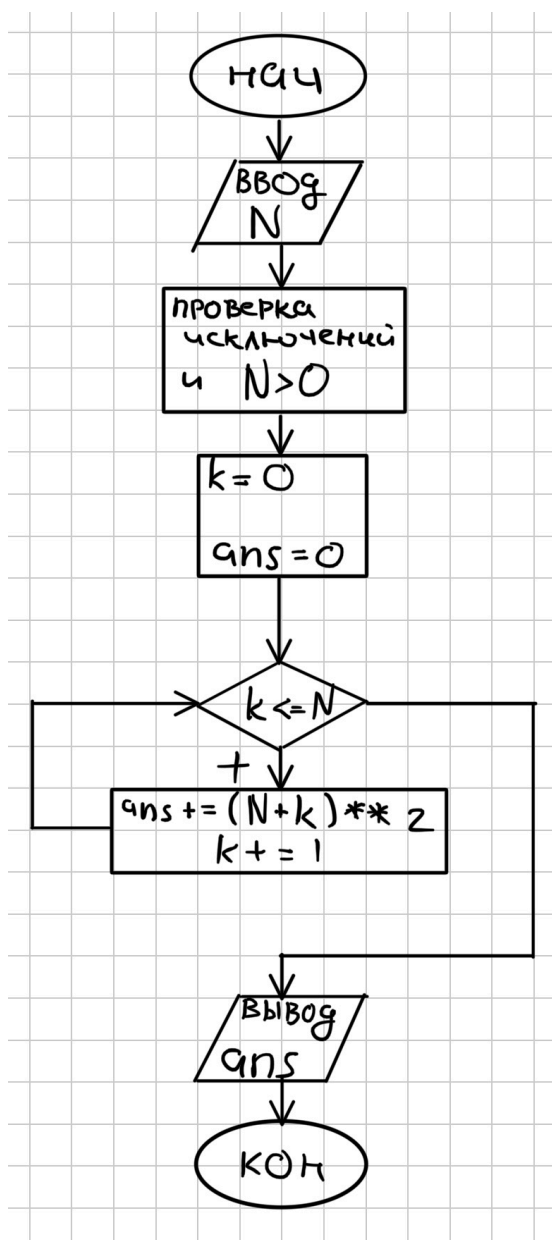 нач
ввод
N
проверка
исключений
и N>0
k=0
ans=0
k<=N
+
ans+=(N+k)**2
k+=1
вывод
ans
кон